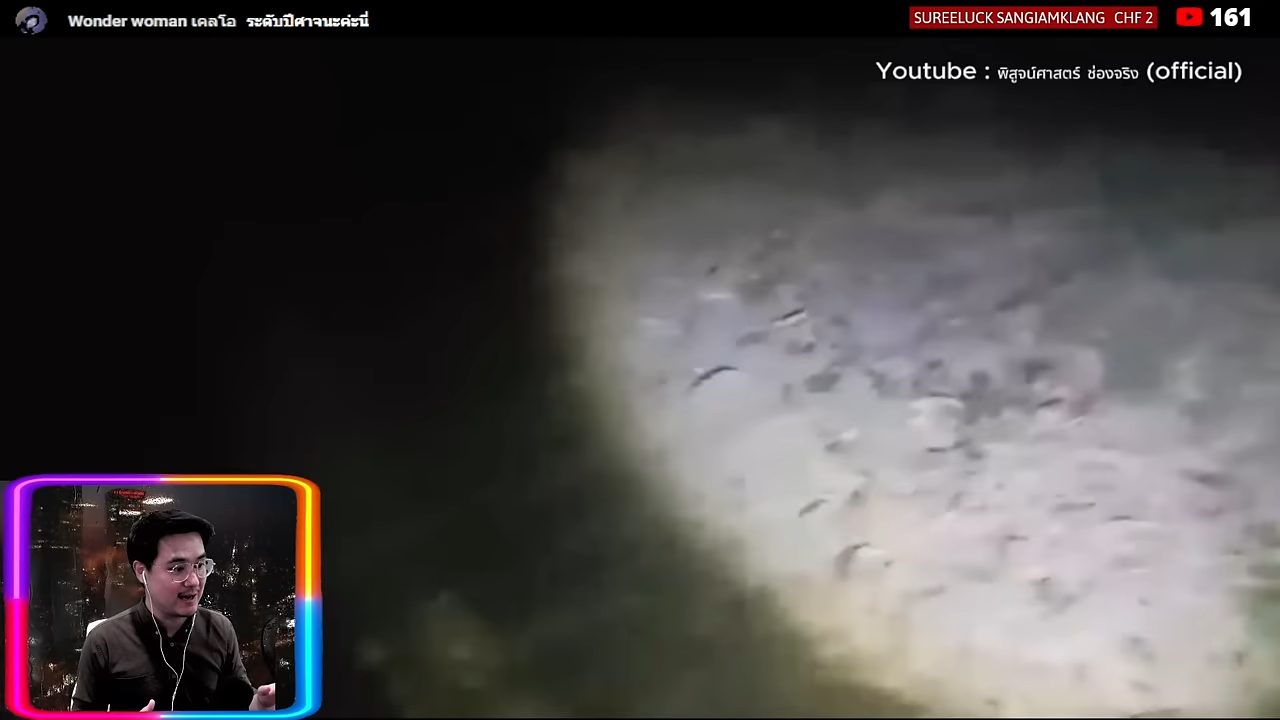 Wonder woman เคลโอ ระดับปีศาจนะค่ะนี่
SUREELUCK SANGIAMKLANG CHF 2
161
Youtube : พิสูจน์ศาสตร์ ช่องจริง (official)